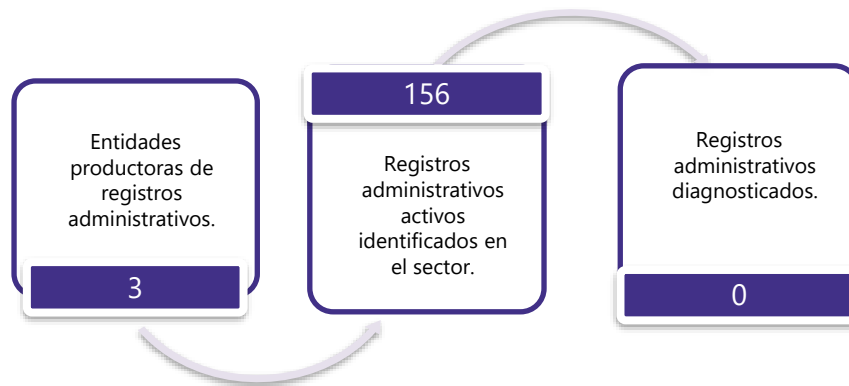 Entidades
productoras de
registros
administrativos.
3
156
Registros
administrativos
activos
identificados en
el sector.
Registros
administrativos
diagnosticados.
0